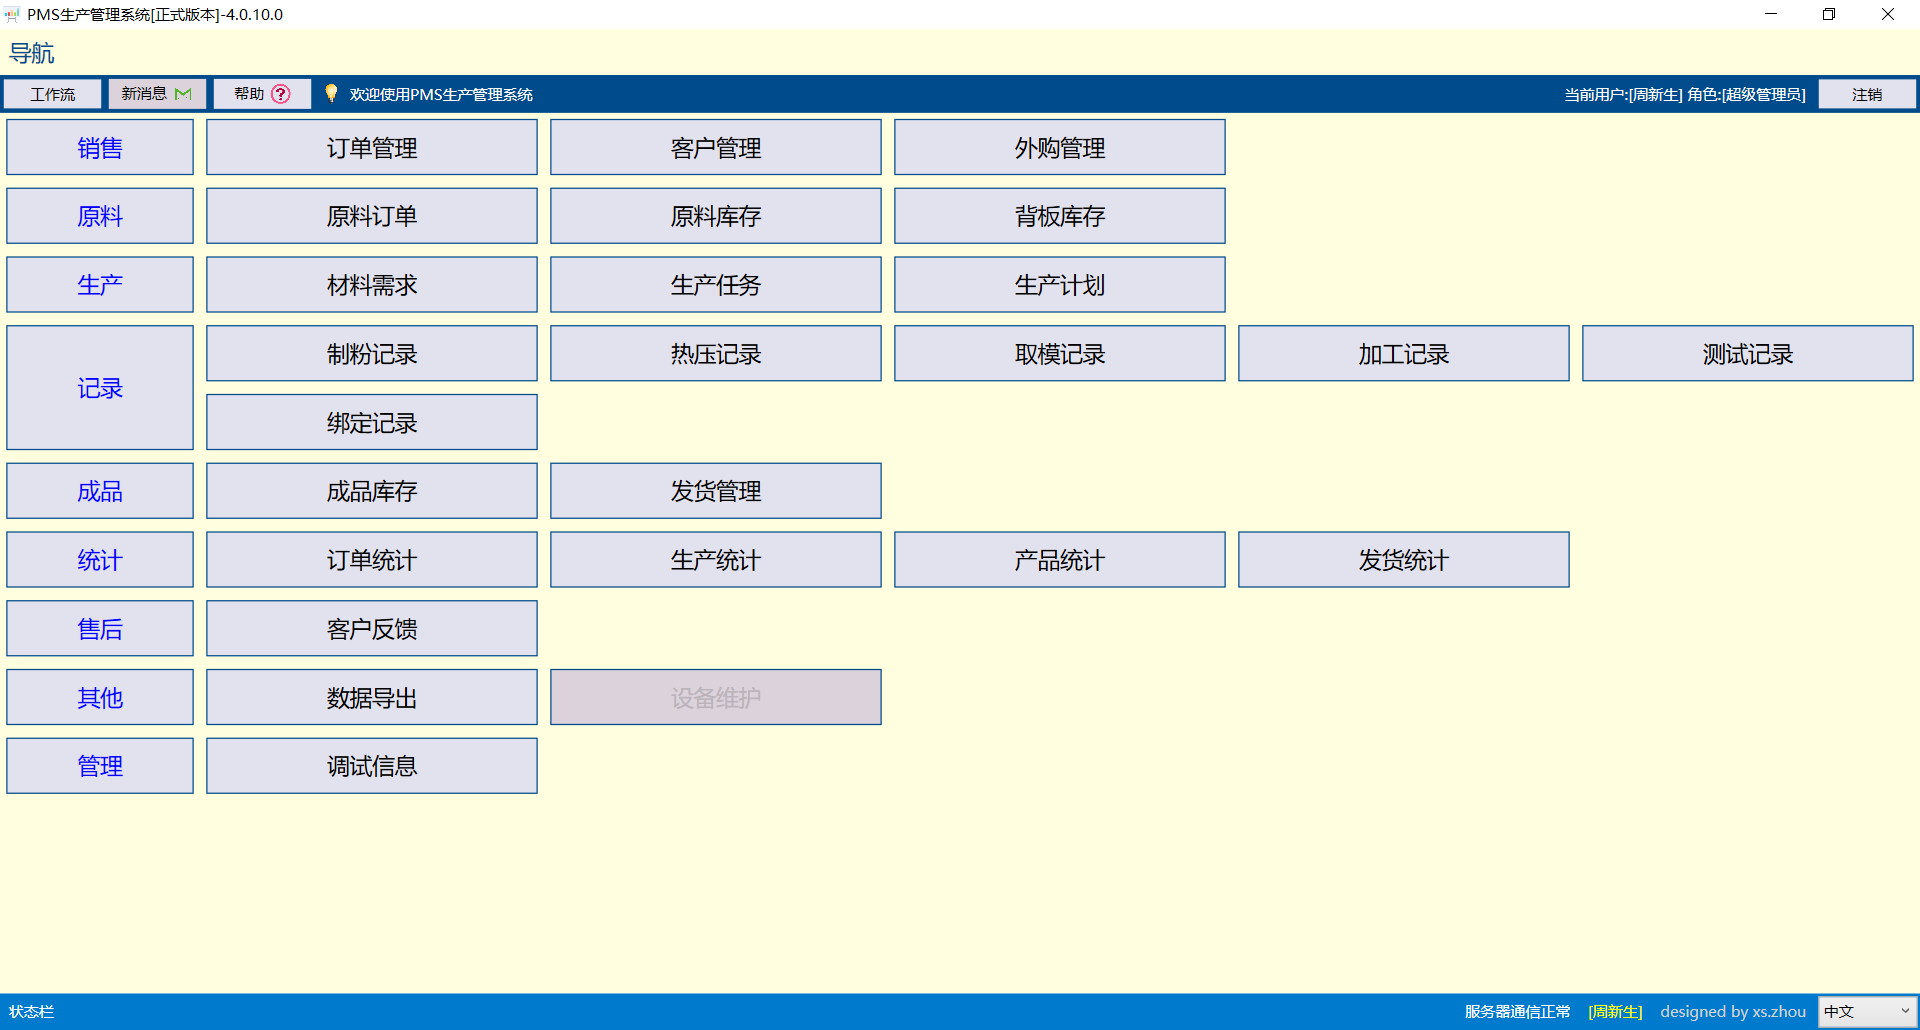 PMS生产管理系统[正式版本]-4.0.10.0
导航
工作流 新消息 帮助 欢迎使用PMS生产管理系统 当前用户:[周新生] 角色:[超级管理员] 注销
销售 订单管理 客户管理 外购管理
原料 原料订单 原料库存 背板库存
生产 材料需求 生产任务 生产计划
记录 制粉记录 热压记录 取模记录 加工记录 测试记录
绑定记录
成品 成品库存 发货管理
统计 订单统计 生产统计 产品统计 发货统计
售后 客户反馈
其他 数据导出 设备维护
管理 调试信息
状态栏 服务器通信正常 [周新生] designed by xs.zhou 中文